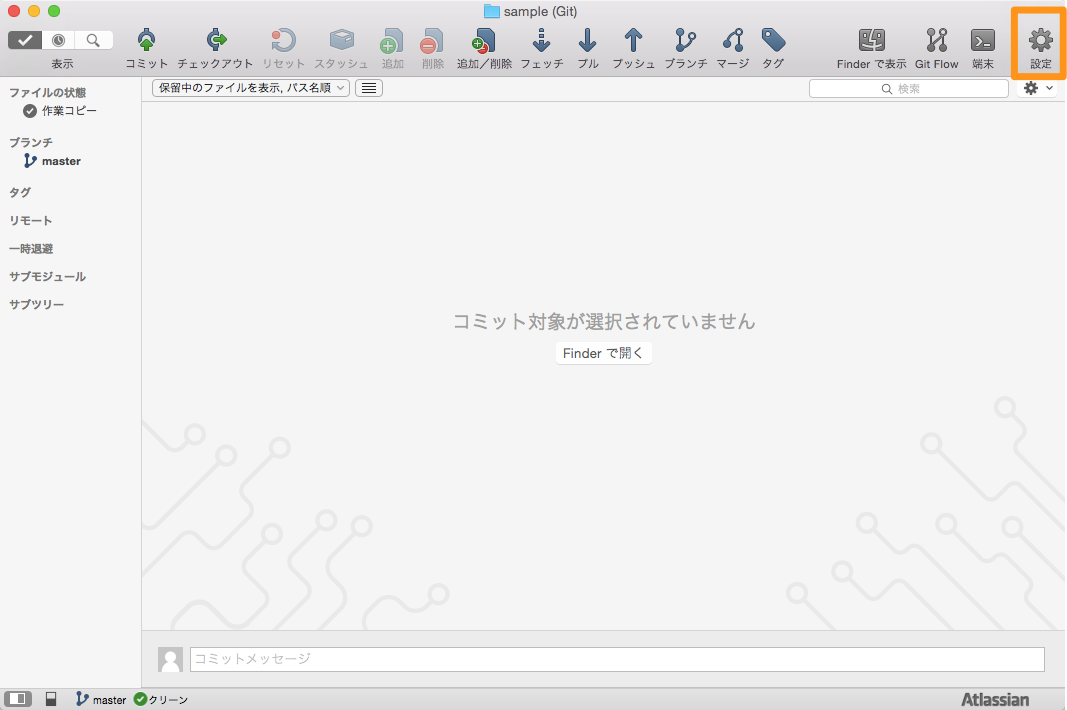 sample (Git)
表示
コミット チェックアウト リセット スタッシュ 追加 削除 追加／削除 フェッチ プル プッシュ ブランチ マージ タグ Finder で表示 Git Flow 端末 設定
ファイルの状態
作業コピー
ブランチ
master
タグ
リモート
一時退避
サブモジュール
サブツリー
保留中のファイルを表示, パス名順
検索
コミット対象が選択されていません
Finder で開く
コミットメッセージ
master クリーン
Atlassian